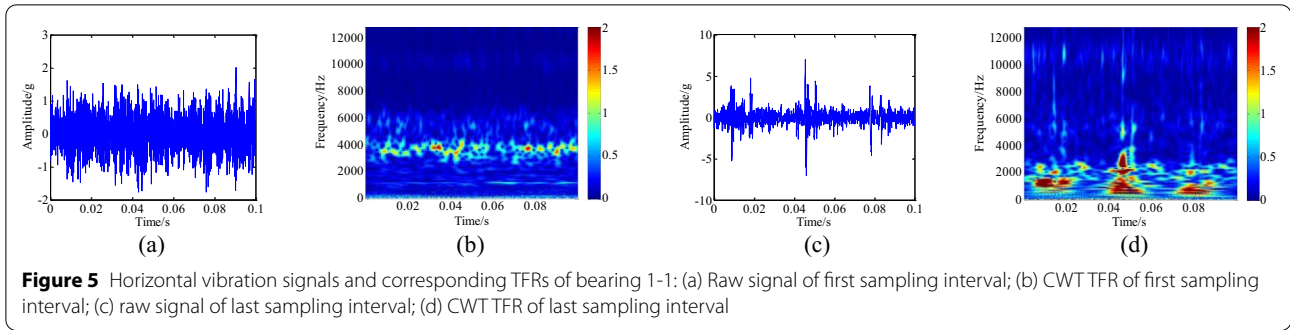 3
2
1
0
-1
-2
Amplitude/g
0 0.02 0.04 0.06 0.08 0.1
Time/s
(a)
12000
10000
8000
6000
4000
2000
0
Frequency/Hz
0.02 0.04 0.06 0.08
Time/s
2
1.5
1
0.5
0
(b)
10
5
0
-5
-10
Amplitude/g
0 0.02 0.04 0.06 0.08 0.1
Time/s
(c)
12000
10000
8000
6000
4000
2000
0
Frequency/Hz
0.02 0.04 0.06 0.08
Time/s
2
1.5
1
0.5
0
(d)
Figure 5 Horizontal vibration signals and corresponding TFRs of bearing 1-1: (a) Raw signal of first sampling interval; (b) CWT TFR of first sampling
interval; (c) raw signal of last sampling interval; (d) CWT TFR of last sampling interval